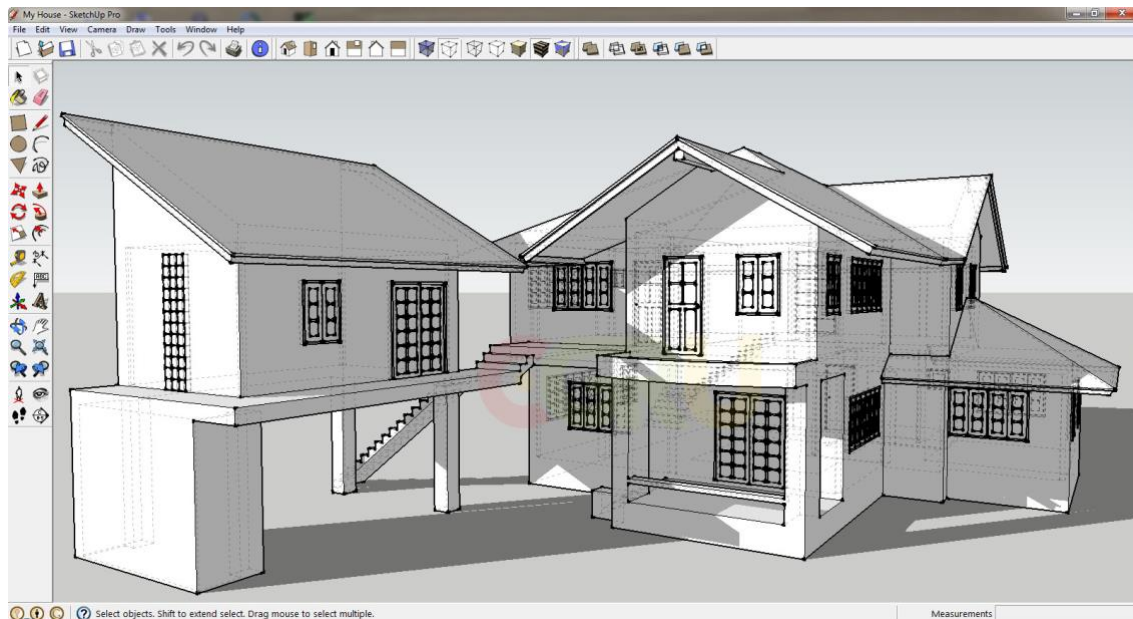 My House - SketchUp Pro
File Edit View Camera Draw Tools Window Help
Select objects. Shift to extend select. Drag mouse to select multiple.
Measurements